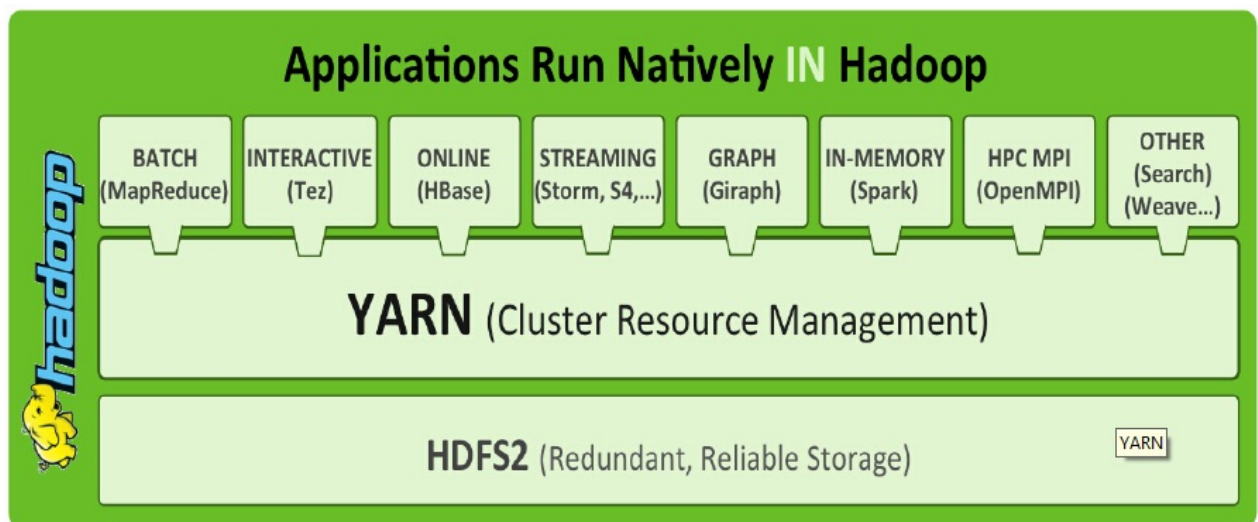 Applications Run Natively IN Hadoop
hadoop
BATCH
(MapReduce)
INTERACTIVE
(Tez)
ONLINE
(HBase)
STREAMING
(Storm, S4,...)
GRAPH
(Giraph)
IN-MEMORY
(Spark)
HPC MPI
(OpenMPI)
OTHER
(Search)
(Weave...)
YARN (Cluster Resource Management)
HDFS2 (Redundant, Reliable Storage)
YARN